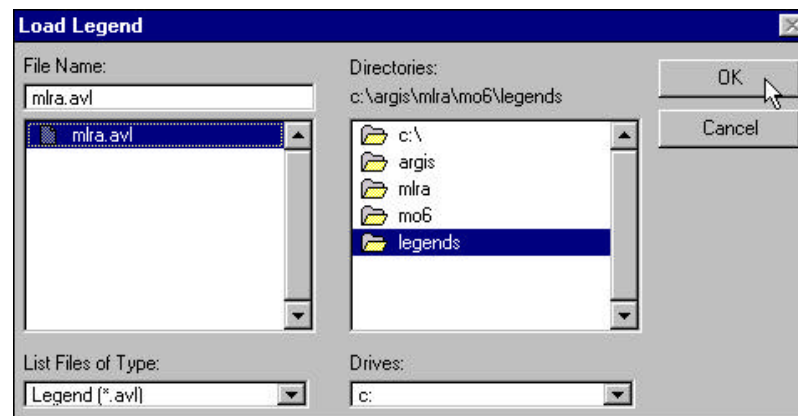 Load Legend
File Name:
mlra.avl
mlra.avl
List Files of Type:
Legend (*.avl)
Directories:
c:\argis\mlra\mo6\legends
c:\
argis
mlra
mo6
legends
Drives:
c:
OK
Cancel